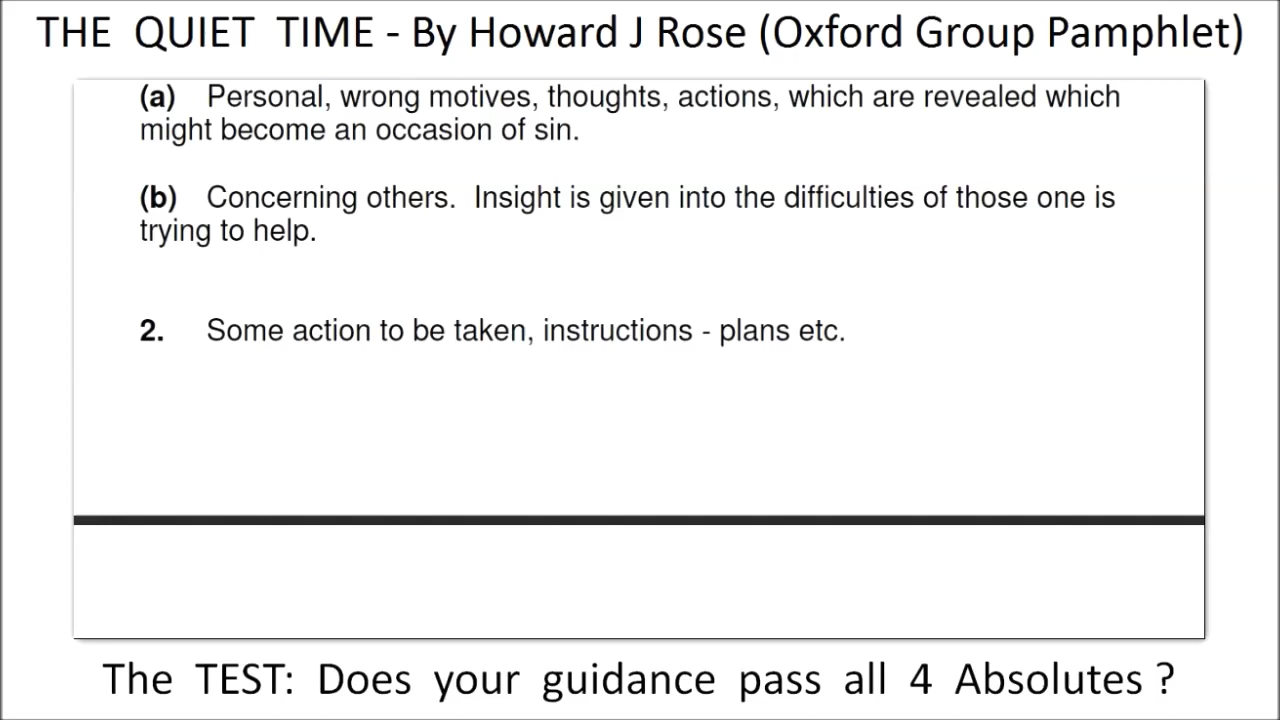 THE QUIET TIME - By Howard J Rose (Oxford Group Pamphlet)
(a) Personal, wrong motives, thoughts, actions, which are revealed which
might become an occasion of sin.
(b) Concerning others. Insight is given into the difficulties of those one is
trying to help.
2. Some action to be taken, instructions - plans etc.
The TEST: Does your guidance pass all 4 Absolutes ?